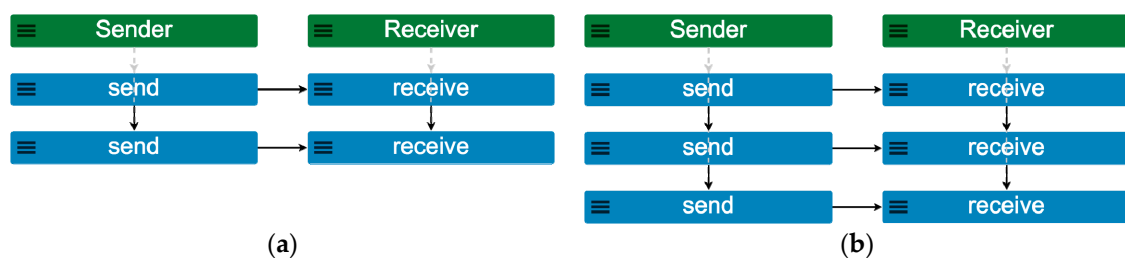 Sender Receiver Sender Receiver
send receive send receive
send receive send receive
send receive
(a) (b)